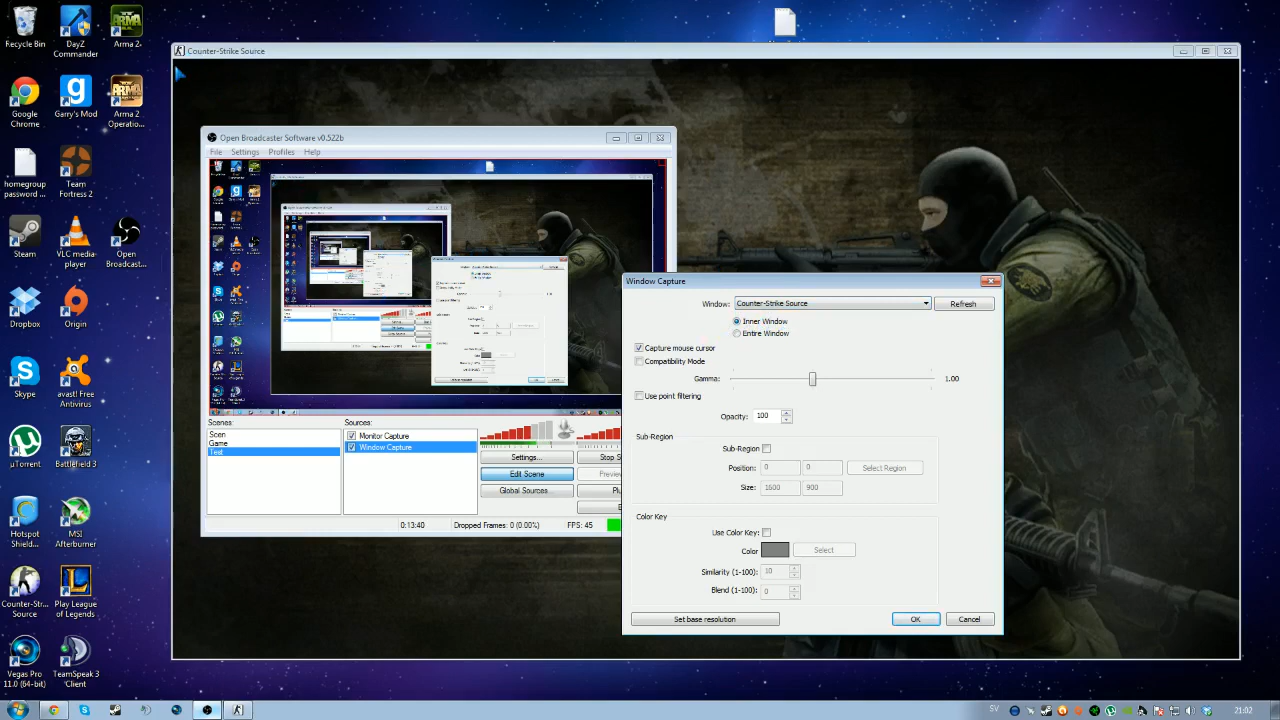 Recycle Bin
DayZ Commander
Arma 2
Google Chrome
Garry's Mod
Arma 2 Operatio...
homegroup password ...
Team Fortress 2
Steam
VLC media player
Open Broadcas...
Dropbox
Origin
Skype
avast! Free Antivirus
µTorrent
Battlefield 3
Hotspot Shield...
MSI Afterburner
Counter-Str... Source
Play League of Legends
Vegas Pro 11.0 (64-bit)
TeamSpeak 3 Client
Counter-Strike Source
Open Broadcaster Software v0.522b
File Settings Profiles Help
Scenes:
Scen
Game
Test
Sources:
Monitor Capture
Window Capture
Settings...
Stop S
Edit Scene
Preview
Global Sources...
Plu
0:13:40
Dropped Frames: 0 (0.00%)
FPS: 45
Window Capture
Window: Counter-Strike Source
Refresh
Inner Window
Entire Window
Capture mouse cursor
Compatibility Mode
Gamma: 1.00
Use point filtering
Opacity: 100
Sub-Region
Sub-Region:
Position: 0 0
Select Region
Size: 1600 900
Color Key
Use Color Key:
Color
Select
Similarity (1-100): 10
Blend (1-100): 0
Set base resolution
OK
Cancel
SV
21:02